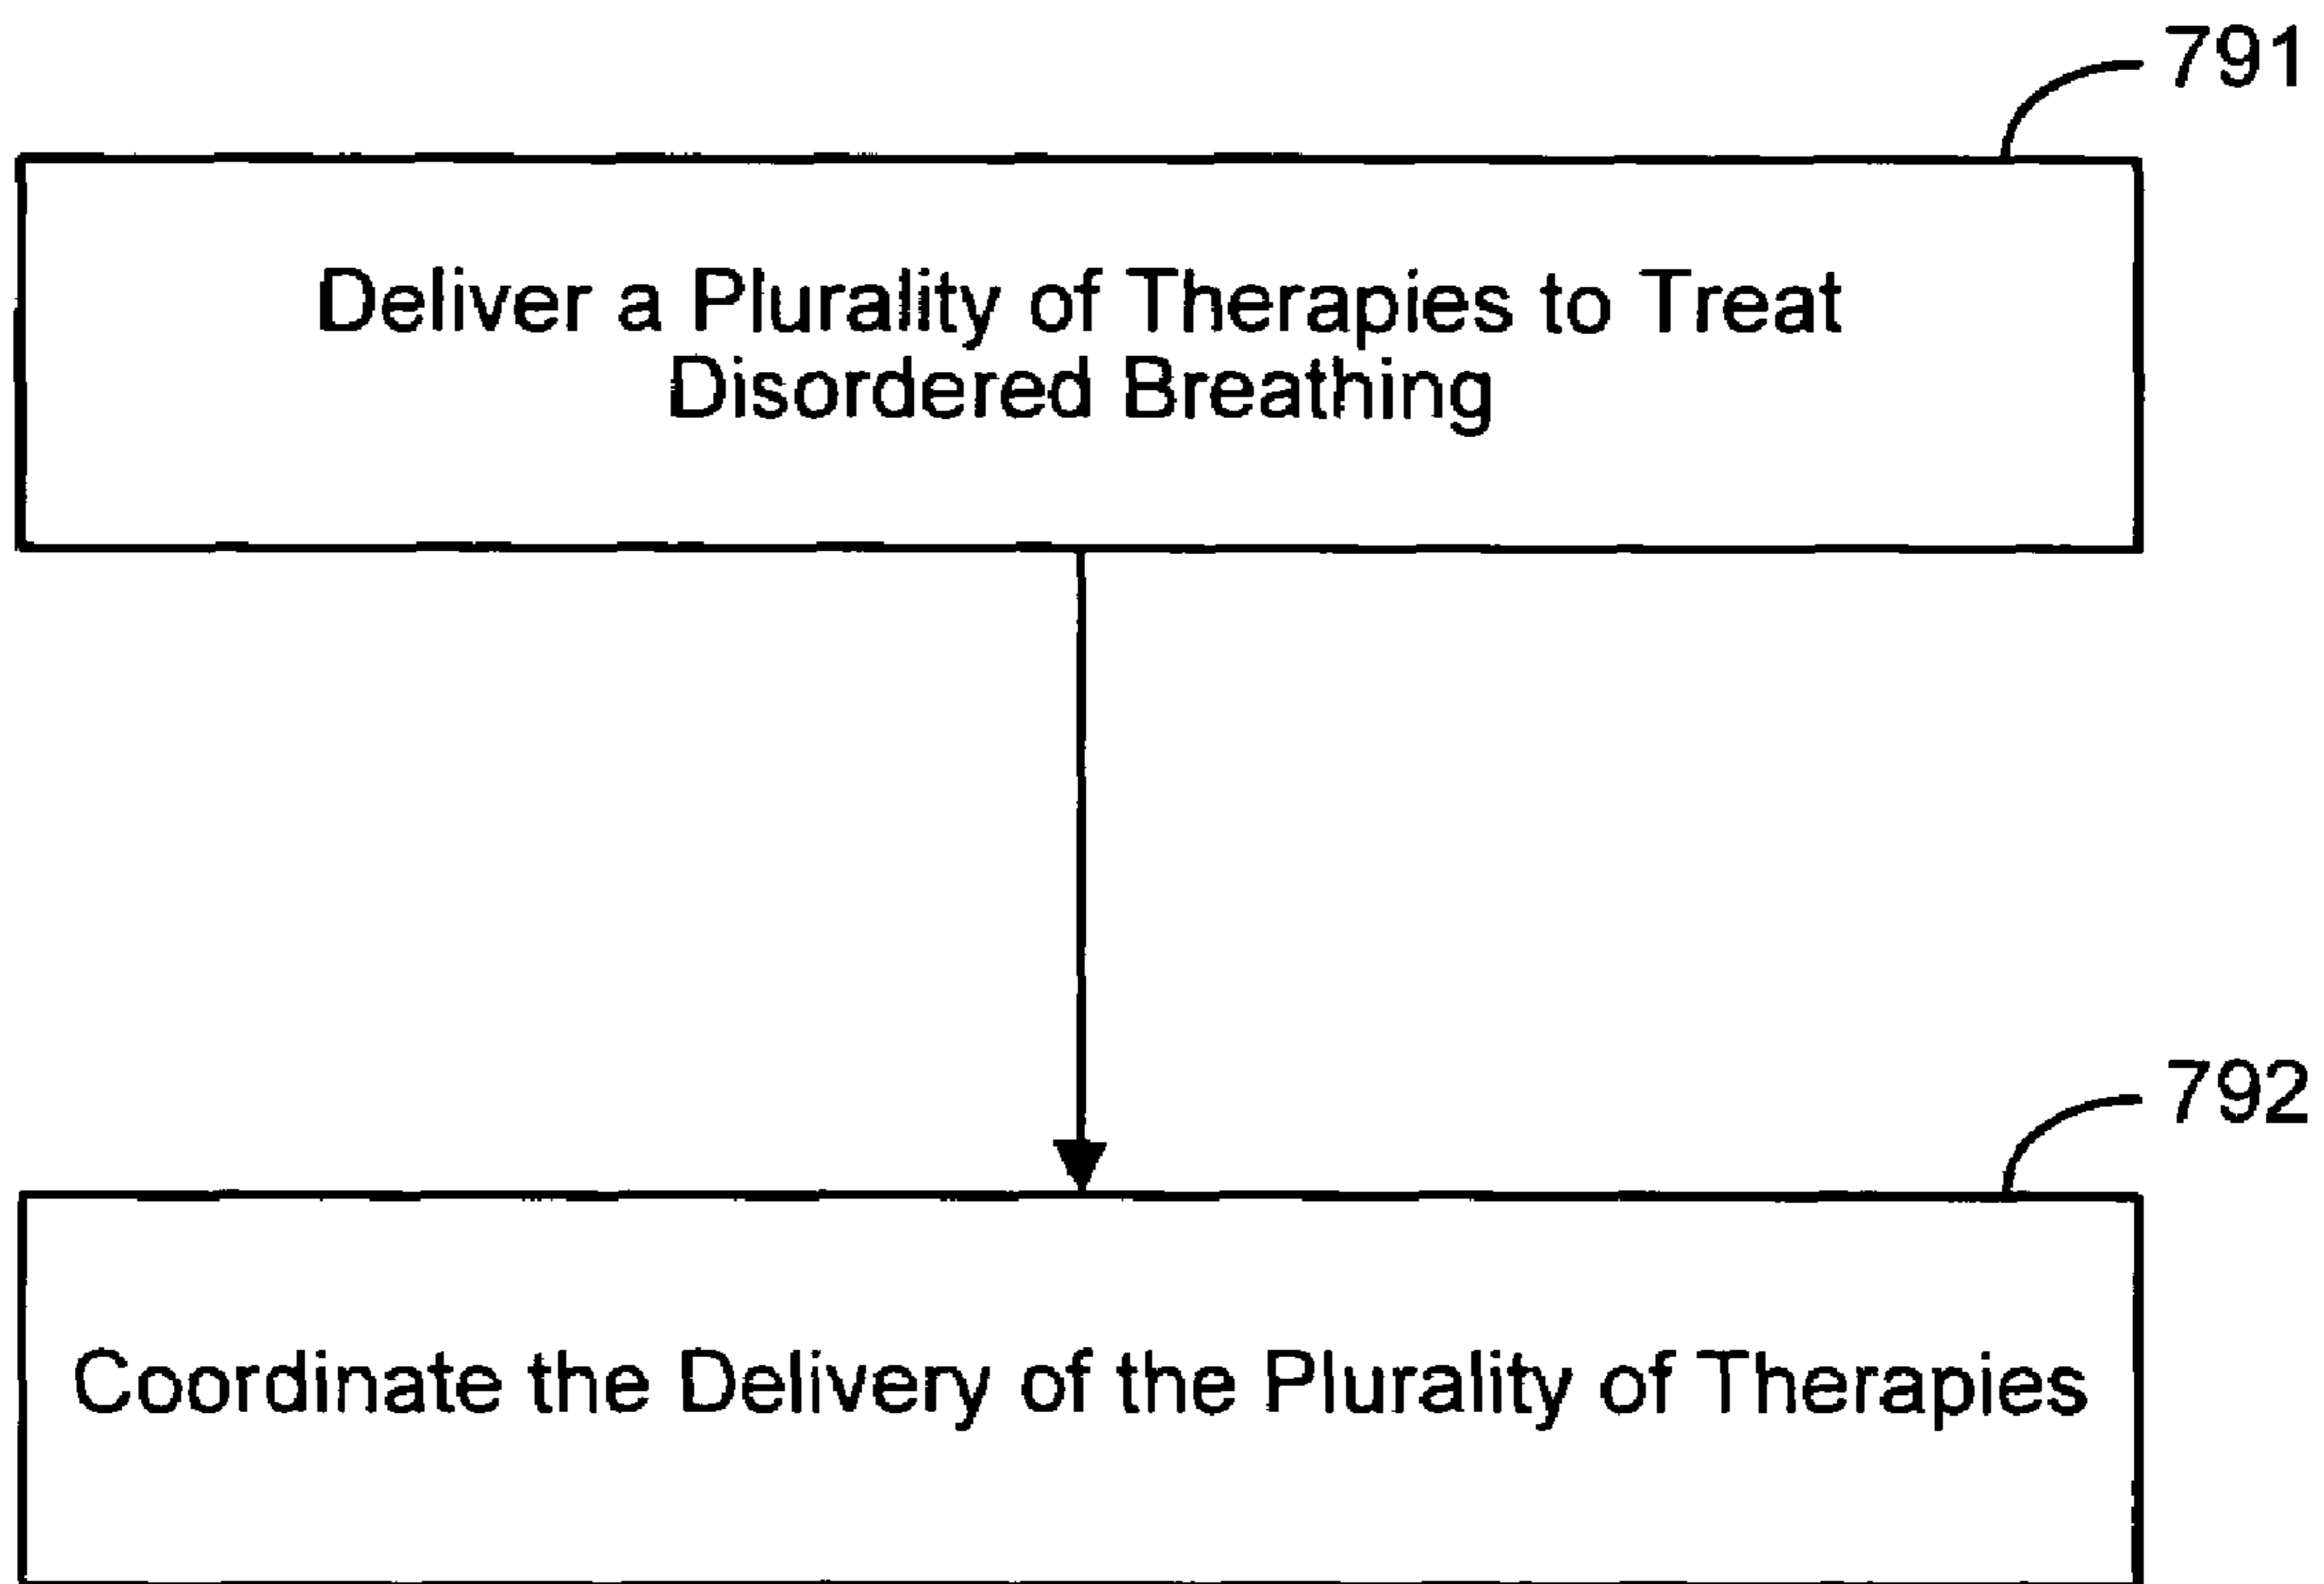 791
Deliver a Plurality of Therapies to Treat
Disordered Breathing
792
Coordinate the Delivery of the Plurality of Therapies